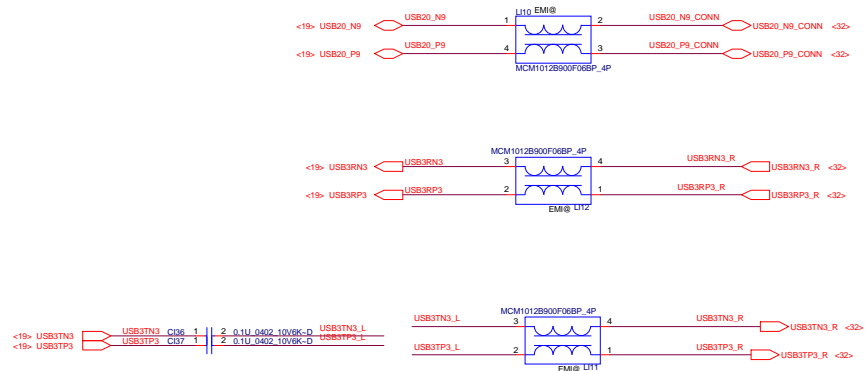 LI10 EMI@
<19> USB20_N9 USB20_N9 1 2 USB20_N9_CONN USB20_N9_CONN <32>
<19> USB20_P9 USB20_P9 4 3 USB20_P9_CONN USB20_P9_CONN <32>
MCM1012B900F06BP_4P
MCM1012B900F06BP_4P
<19> USB3RN3 USB3RN3 3 4 USB3RN3_R USB3RN3_R <32>
<19> USB3RP3 USB3RP3 2 1 USB3RP3_R USB3RP3_R <32>
EMI@ LI12
MCM1012B900F06BP_4P
USB3TN3_L 3 4 USB3TN3_R USB3TN3_R <32>
<19> USB3TN3 USB3TN3 CI36 1 2 0.1U_0402_10V6K~D USB3TN3_L
<19> USB3TP3 USB3TP3 CI37 1 2 0.1U_0402_10V6K~D USB3TP3_L
USB3TP3_L 2 1 USB3TP3_R USB3TP3_R <32>
EMI@ LI11